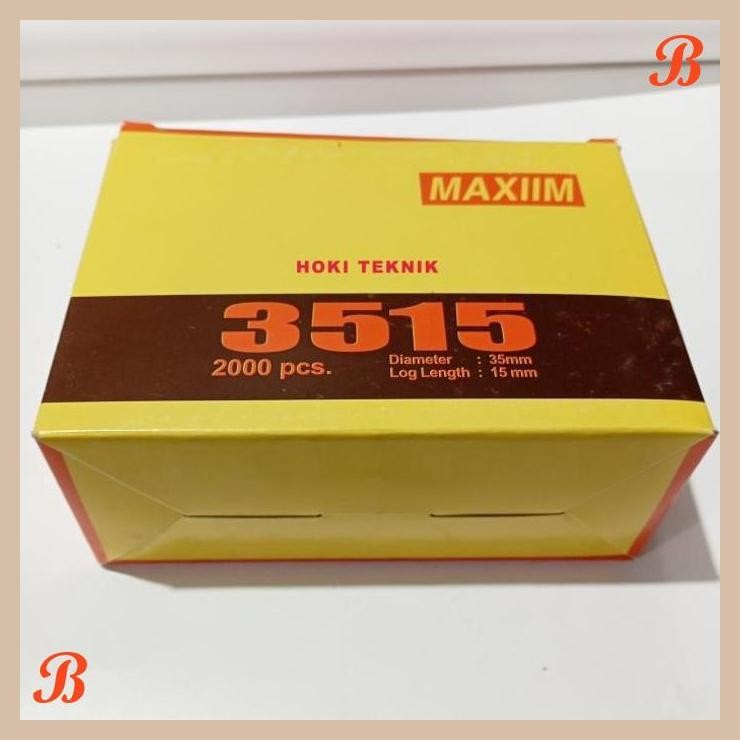 B
MAXIIM
HOKI TEKNIK
3515
2000 pcs.
Diameter : 35mm
Log Length : 15 mm
B